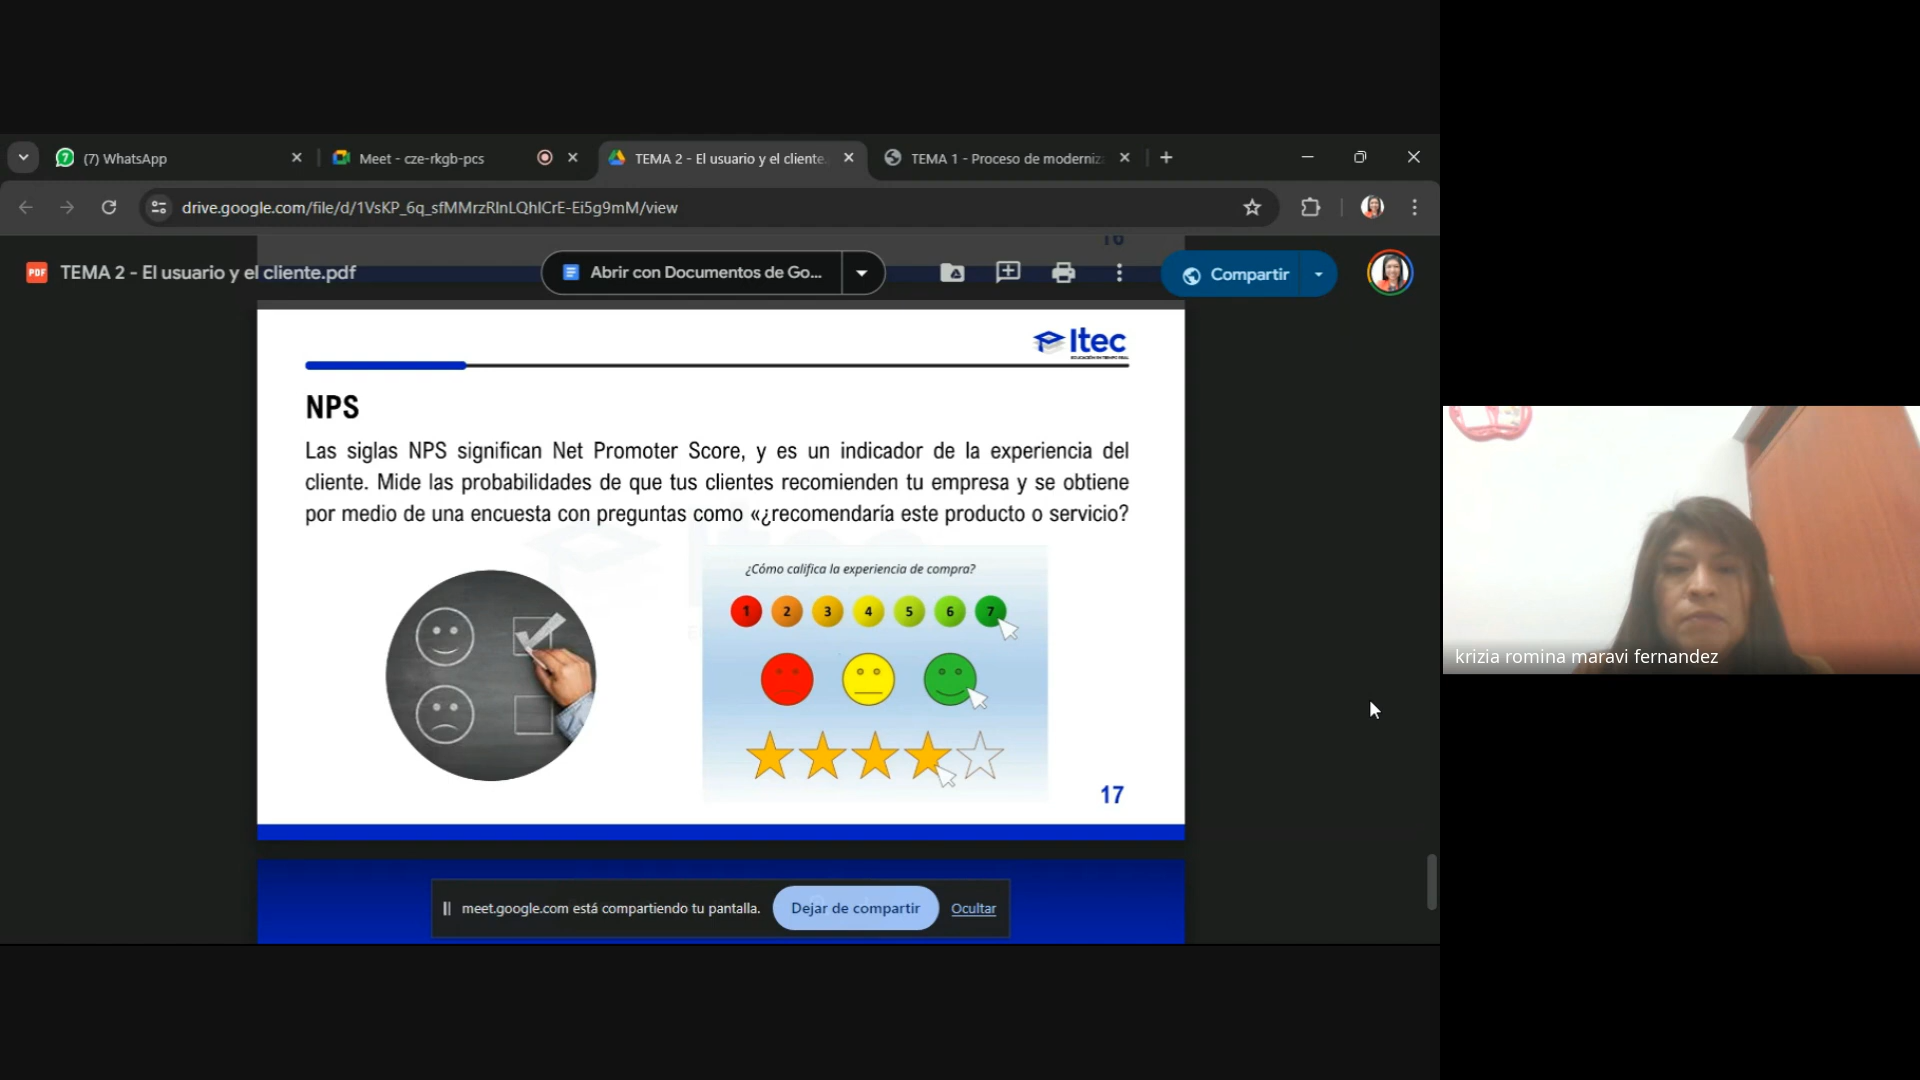 (7) WhatsApp
Meet - cze-rkgb-pcs
TEMA 2 - El usuario y el cliente.
TEMA 1 - Proceso de moderniz
drive.google.com/file/d/1VsKP_6q_sfMMrzRlnLQhlCrE-Ei5g9mM/view
16
PDF
TEMA 2 - El usuario y el cliente.pdf
Abrir con Documentos de Go...
Compartir
Itec
NPS
Las siglas NPS significan Net Promoter Score, y es un indicador de la experiencia del
cliente. Mide las probabilidades de que tus clientes recomienden tu empresa y se obtiene
por medio de una encuesta con preguntas como «¿recomendaría este producto o servicio?
¿Cómo califica la experiencia de compra?
1 2 3 4 5 6 7
17
meet.google.com está compartiendo tu pantalla.
Dejar de compartir
Ocultar
krizia romina maravi fernandez